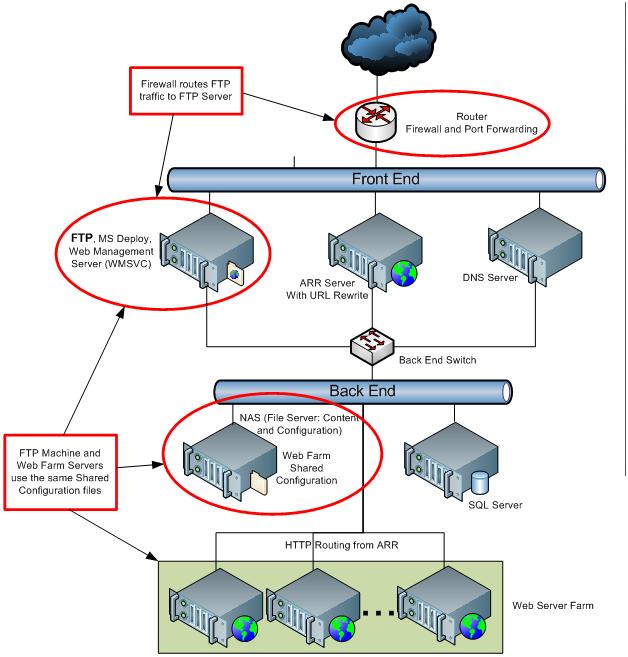 Firewall routes FTP
traffic to FTP Server
Router
Firewall and Port Forwarding
Front End
FTP, MS Deploy,
Web Management
Server (WMSVC)
ARR Server
With URL Rewrite
DNS Server
Back End Switch
Back End
NAS (File Server: Content
and Configuration)
Web Farm
Shared
Configuration
SQL Server
FTP Machine and
Web Farm Servers
use the same Shared
Configuration files
HTTP Routing from ARR
Web Server Farm